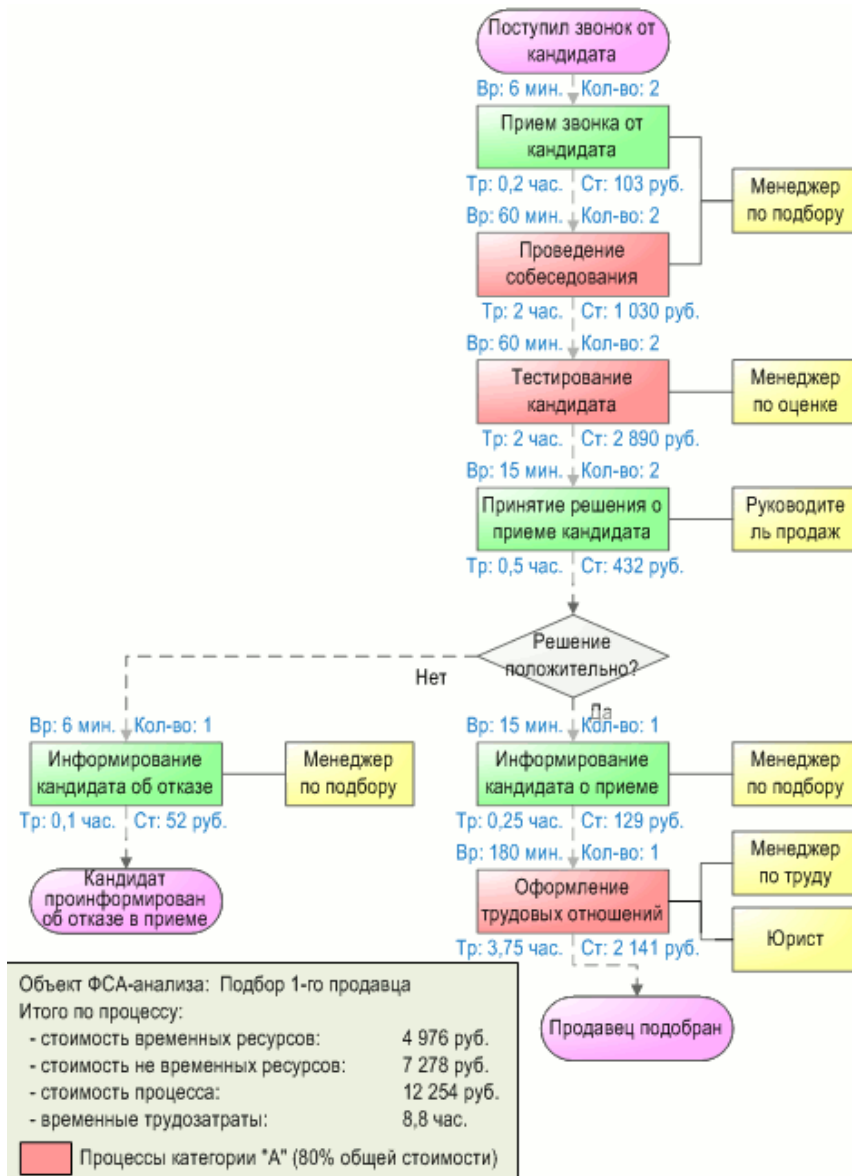 Поступил звонок от
кандидата
Вр: 6 мин. Кол-во: 2
Прием звонка от
кандидата
Тр: 0,2 час. Ст: 103 руб.
Менеджер
по подбору
Вр: 60 мин. Кол-во: 2
Проведение
собеседования
Тр: 2 час. Ст: 1 030 руб.
Вр: 60 мин. Кол-во: 2
Тестирование
кандидата
Менеджер
по оценке
Тр: 2 час. Ст: 2 890 руб.
Вр: 15 мин. Кол-во: 2
Принятие решения о
приеме кандидата
Руководите
ль продаж
Тр: 0,5 час. Ст: 432 руб.
Решение
положительно?
Нет
Да
Вр: 6 мин. Кол-во: 1
Информирование
кандидата об отказе
Менеджер
по подбору
Тр: 0,1 час. Ст: 52 руб.
Кандидат
проинформирован
об отказе в приеме
Вр: 15 мин. Кол-во: 1
Информирование
кандидата о приеме
Менеджер
по подбору
Тр: 0,25 час. Ст: 129 руб.
Вр: 180 мин. Кол-во: 1
Оформление
трудовых отношений
Менеджер
по труду
Юрист
Тр: 3,75 час. Ст: 2 141 руб.
Продавец подобран
Объект ФСА-анализа: Подбор 1-го продавца
Итого по процессу:
- стоимость временных ресурсов: 4 976 руб.
- стоимость не временных ресурсов: 7 278 руб.
- стоимость процесса: 12 254 руб.
- временные трудозатраты: 8,8 час.
Процессы категории "А" (80% общей стоимости)